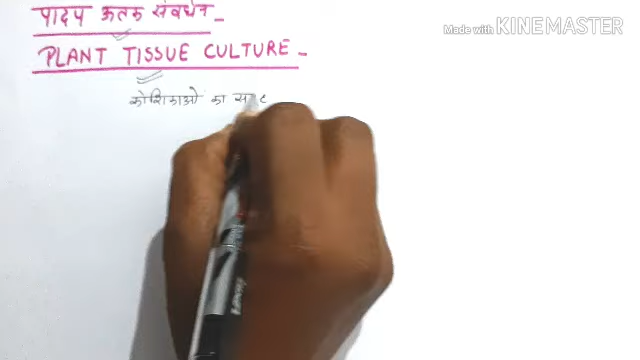 Made with KINEMASTER
पादप ऊतक संवर्धन -
PLANT TISSUE CULTURE -
कोशिकाओ का